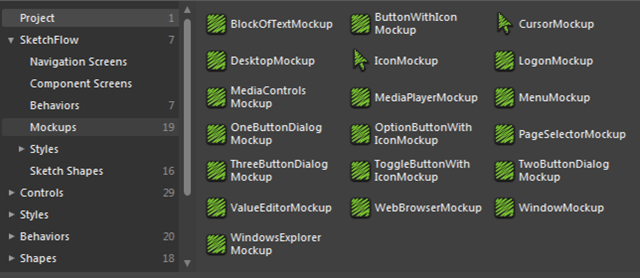 Project 1
SketchFlow 7
Navigation Screens
Component Screens
Behaviors 7
Mockups 19
Styles
Sketch Shapes 16
Controls 29
Styles
Behaviors 20
Shapes 18
BlockOfTextMockup
ButtonWithIcon
Mockup
CursorMockup
DesktopMockup
IconMockup
LogonMockup
MediaControls
Mockup
MediaPlayerMockup
MenuMockup
OneButtonDialog
Mockup
OptionButtonWith
IconMockup
PageSelectorMockup
ThreeButtonDialog
Mockup
ToggleButtonWith
IconMockup
TwoButtonDialog
Mockup
ValueEditorMockup
WebBrowserMockup
WindowMockup
WindowsExplorer
Mockup